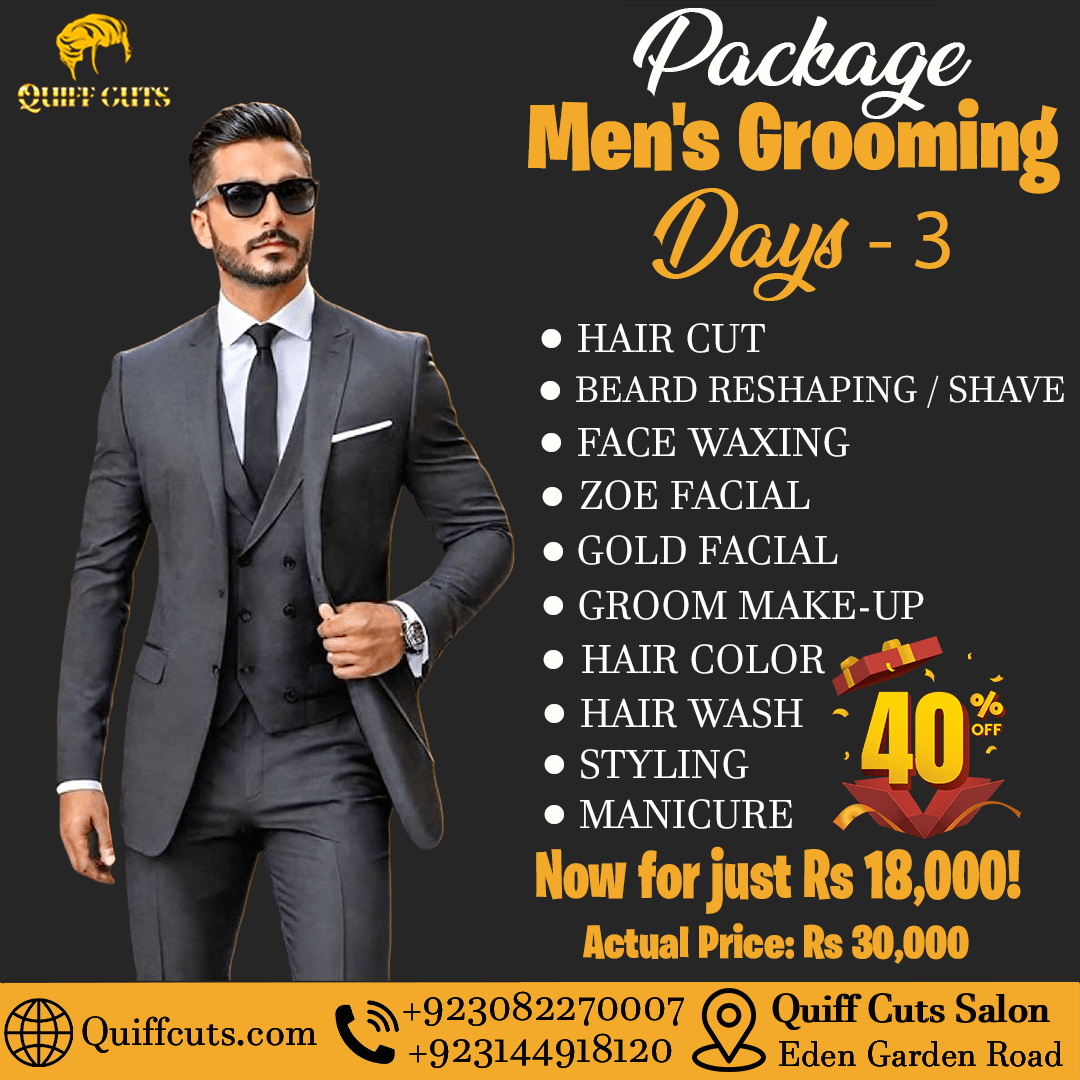 QUIFF CUTS
Package
Men's Grooming
Days - 3
• HAIR CUT
• BEARD RESHAPING / SHAVE
• FACE WAXING
• ZOE FACIAL
• GOLD FACIAL
• GROOM MAKE-UP
• HAIR COLOR
• HAIR WASH
• STYLING
• MANICURE
40% OFF
Now for just Rs 18,000!
Actual Price: Rs 30,000
Quiffcuts.com
+923082270007
+923144918120
Quiff Cuts Salon
Eden Garden Road